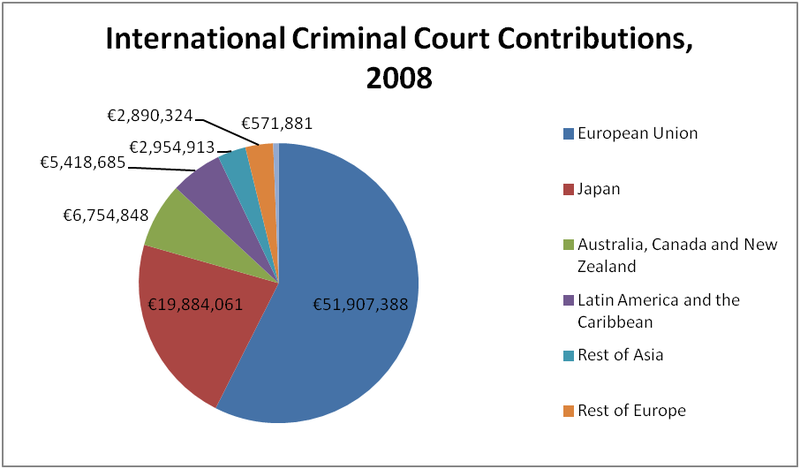 International Criminal Court Contributions,
2008
€2,890,324
€571,881
€2,954,913
€5,418,685
€6,754,848
€19,884,061
€51,907,388
European Union
Japan
Australia, Canada and New
Zealand
Latin America and the
Caribbean
Rest of Asia
Rest of Europe